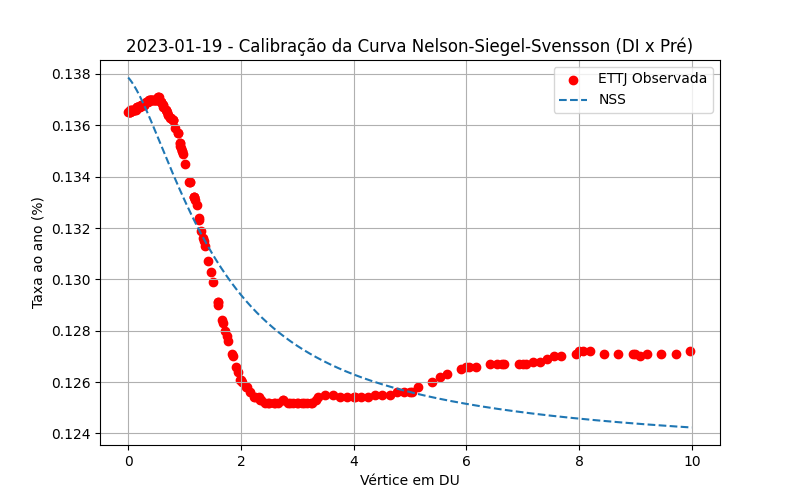 2023-01-19 - Calibração da Curva Nelson-Siegel-Svensson (DI x Pré)
ETTJ Observada
NSS
Taxa ao ano (%)
0.138
0.136
0.134
0.132
0.130
0.128
0.126
0.124
0
2
4
6
8
10
Vértice em DU